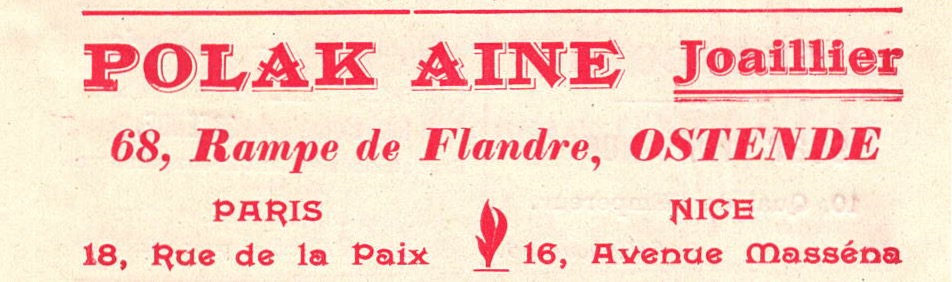 POLAK AINE Joaillier
68, Rampe de Flandre, OSTENDE
PARIS NICE
18, Rue de la Paix 16, Avenue Masséna